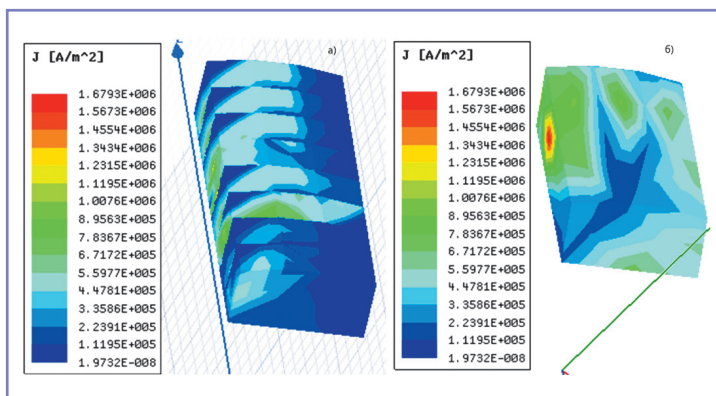 J [A/m^2]
1.6793E+006
1.5673E+006
1.4554E+006
1.3434E+006
1.2315E+006
1.1195E+006
1.0076E+006
8.9563E+005
7.8367E+005
6.7172E+005
5.5977E+005
4.4781E+005
3.3586E+005
2.2391E+005
1.1195E+005
1.9732E-008
а)
J [A/m^2]
1.6793E+006
1.5673E+006
1.4554E+006
1.3434E+006
1.2315E+006
1.1195E+006
1.0076E+006
8.9563E+005
7.8367E+005
6.7172E+005
5.5977E+005
4.4781E+005
3.3586E+005
2.2391E+005
1.1195E+005
1.9732E-008
б)